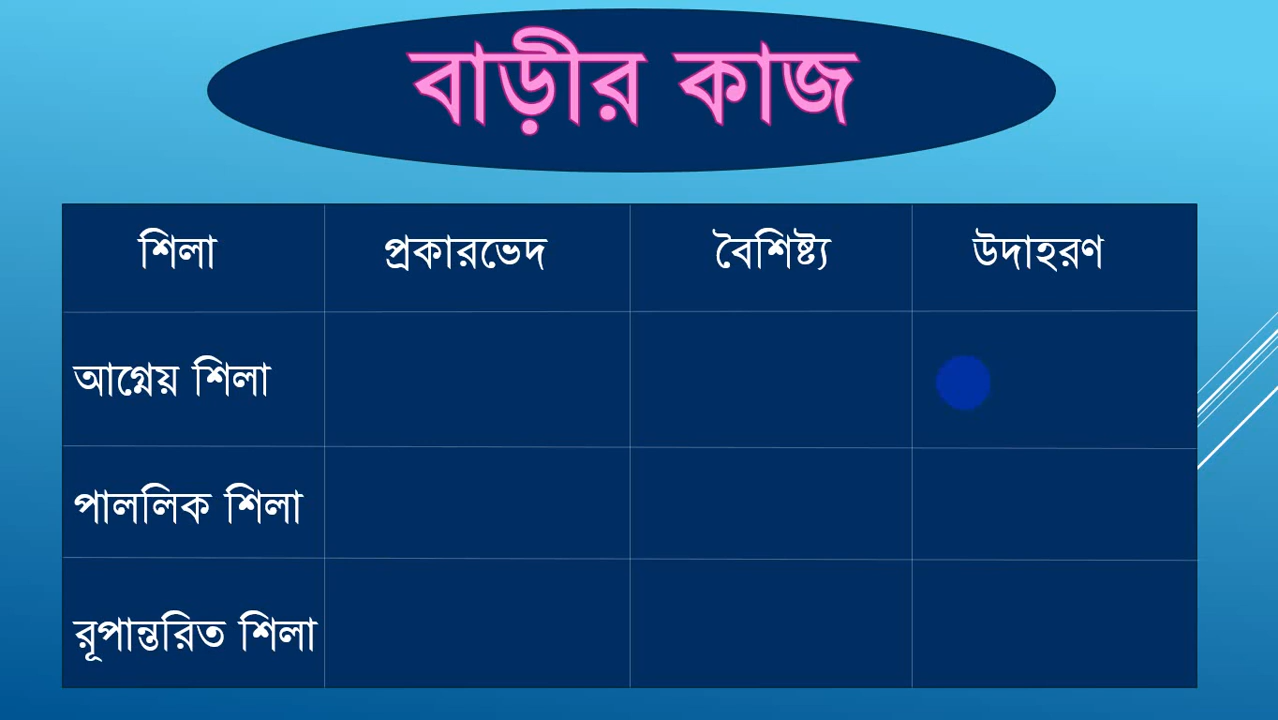 বাড়ীর কাজ
শিলা প্রকারভেদ বৈশিষ্ট্য উদাহরণ
আগ্নেয় শিলা
পাললিক শিলা
রূপান্তরিত শিলা